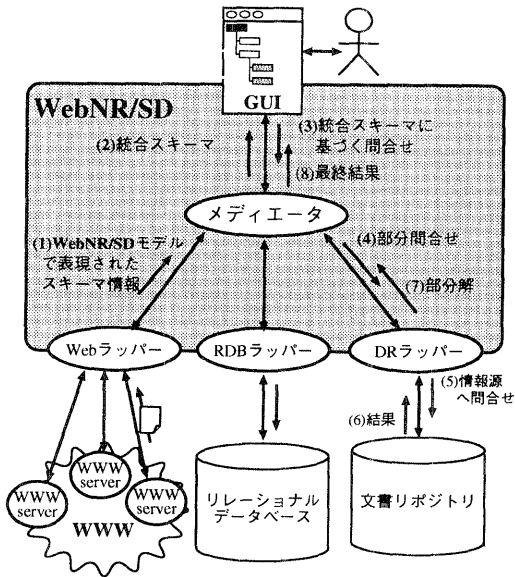 GUI
WebNR/SD
(2)統合スキーマ
(3)統合スキーマに
基づく問合せ
(8)最終結果
メディエータ
(1)WebNR/SDモデル
で表現された
スキーマ情報
(4)部分問合せ
(7)部分解
Webラッパー
RDBラッパー
DRラッパー
(5)情報源
へ問合せ
(6)結果
WWW
server
WWW
server
WWW
server
WWW
リレーショナル
データベース
文書リポジトリ